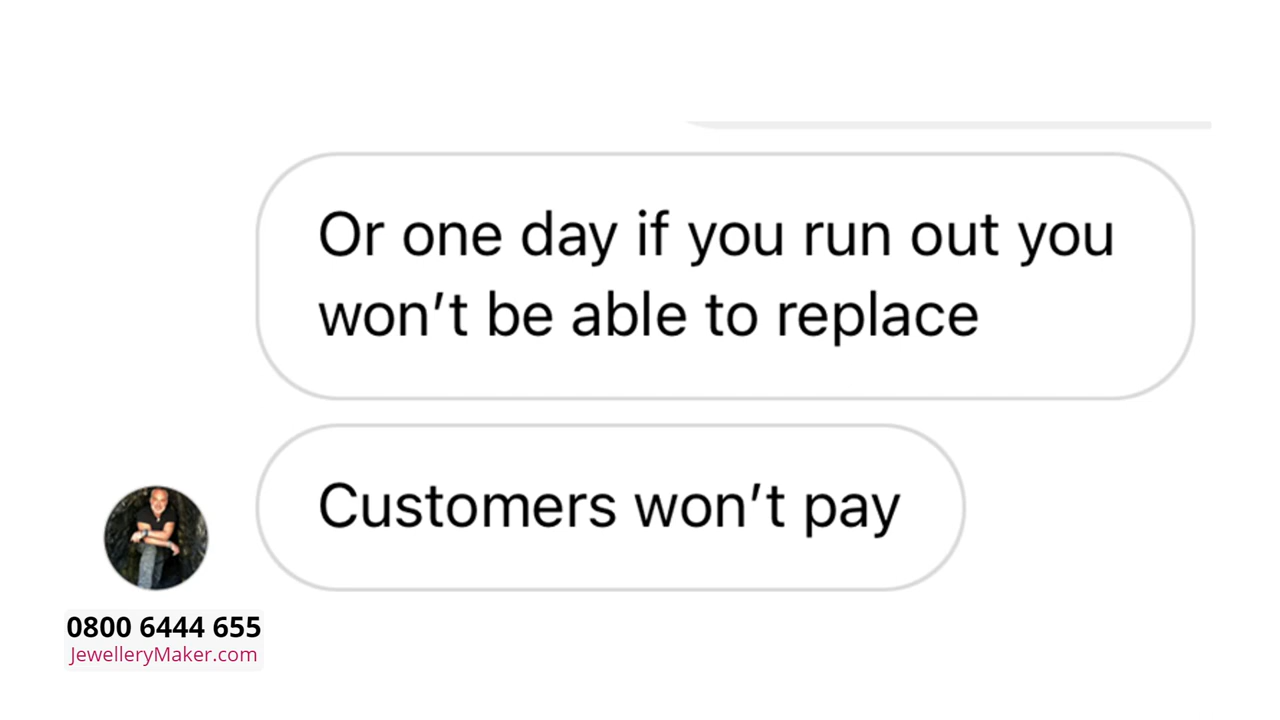 Or one day if you run out you
won’t be able to replace
Customers won’t pay
0800 6444 655
JewelleryMaker.com